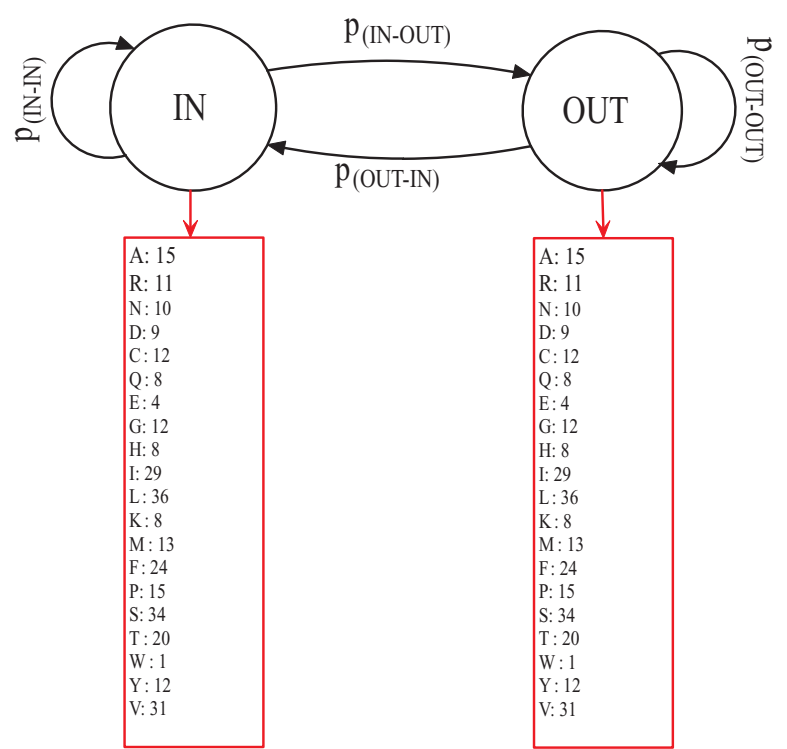 p(IN-OUT)
p(IN-IN)
IN
OUT
p(OUT-OUT)
p(OUT-IN)
A: 15
R: 11
N: 10
D: 9
C: 12
Q: 8
E: 4
G: 12
H: 8
I: 29
L: 36
K: 8
M: 13
F: 24
P: 15
S: 34
T: 20
W: 1
Y: 12
V: 31
A: 15
R: 11
N: 10
D: 9
C: 12
Q: 8
E: 4
G: 12
H: 8
I: 29
L: 36
K: 8
M: 13
F: 24
P: 15
S: 34
T: 20
W: 1
Y: 12
V: 31